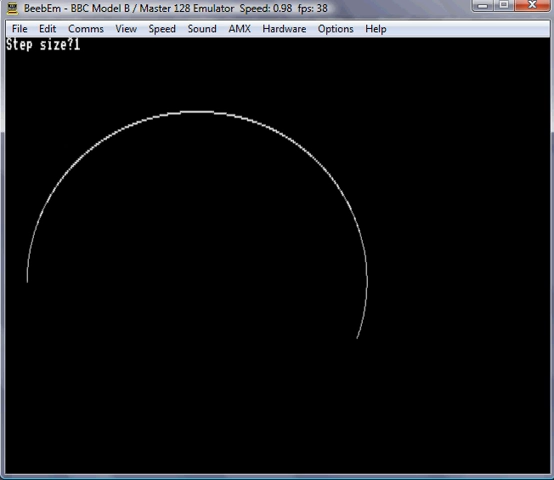 BeebEm - BBC Model B / Master 128 Emulator  Speed: 0.98  fps: 38
File Edit Comms View Speed Sound AMX Hardware Options Help
Step size?1